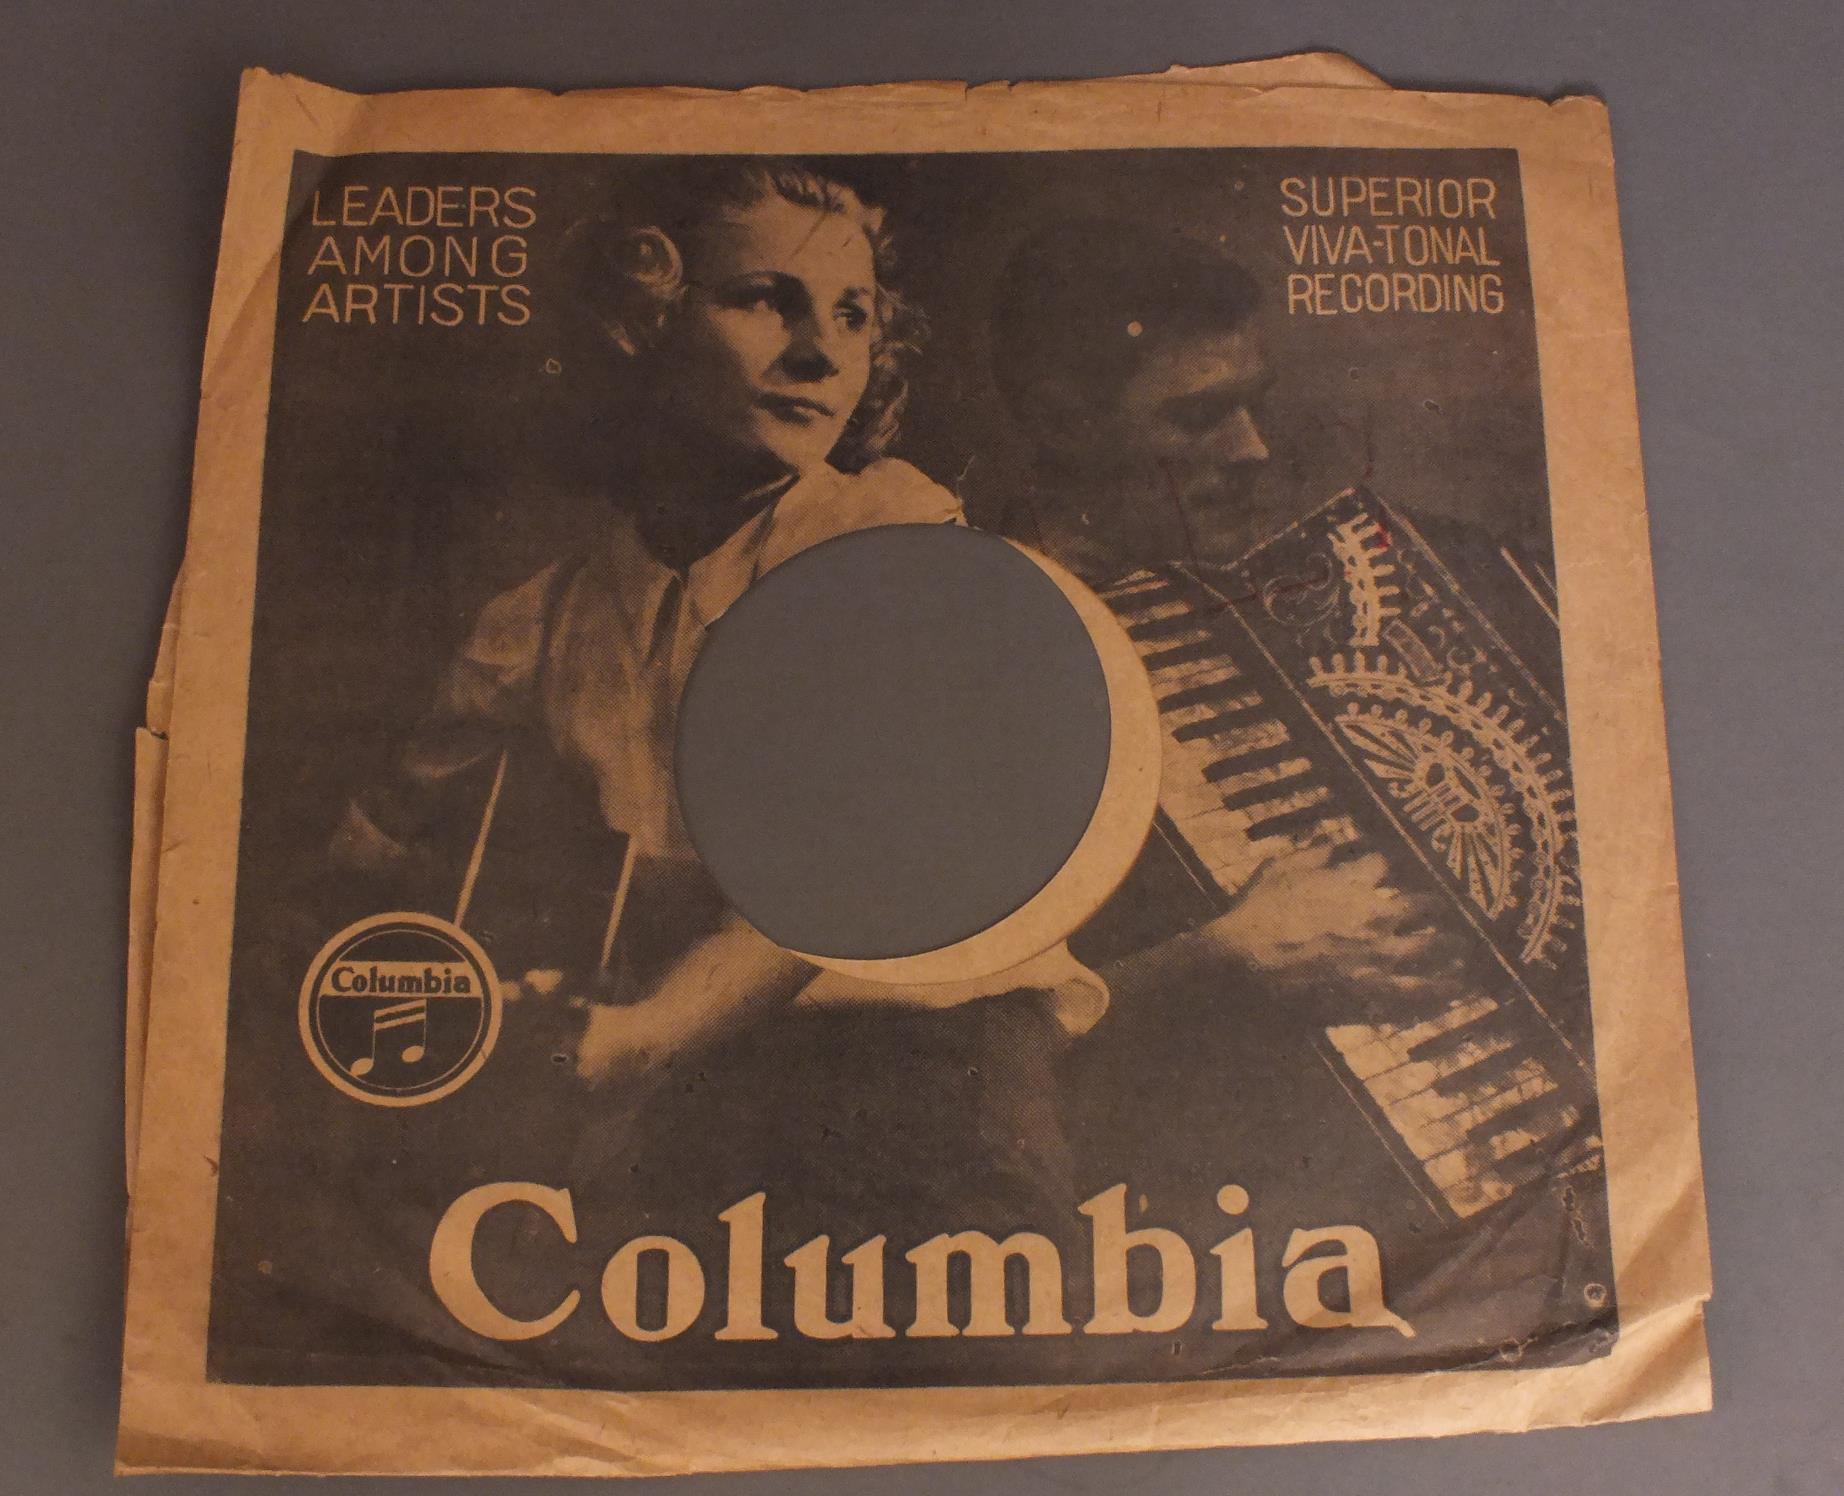 LEADERS
AMONG
ARTISTS
SUPERIOR
VIVA-TONAL
RECORDING
Columbia
Columbia